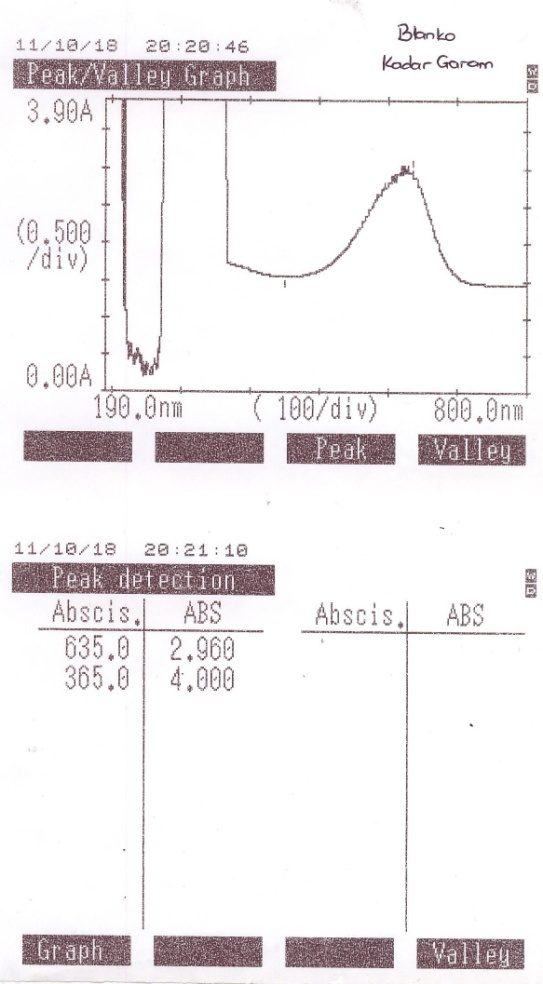 11/10/18 20:20:46
Blanko
Kadar Garam
Peak/Valley Graph
3.90A
(0.500
/div)
0.00A
190.0nm ( 100/div) 800.0nm
Peak Valley
11/10/18 20:21:10
Peak detection
Abscis. ABS Abscis. ABS
635.0 2.960
365.0 4.000
Graph Valley